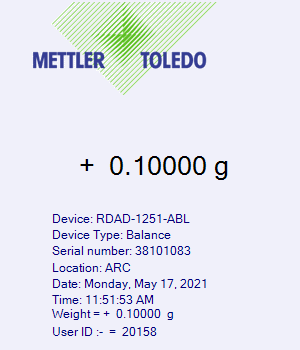 METTLER TOLEDO
+ 0.10000 g
Device: RDAD-1251-ABL
Device Type: Balance
Serial number: 38101083
Location: ARC
Date: Monday, May 17, 2021
Time: 11:51:53 AM
Weight = + 0.10000 g
User ID :- = 20158